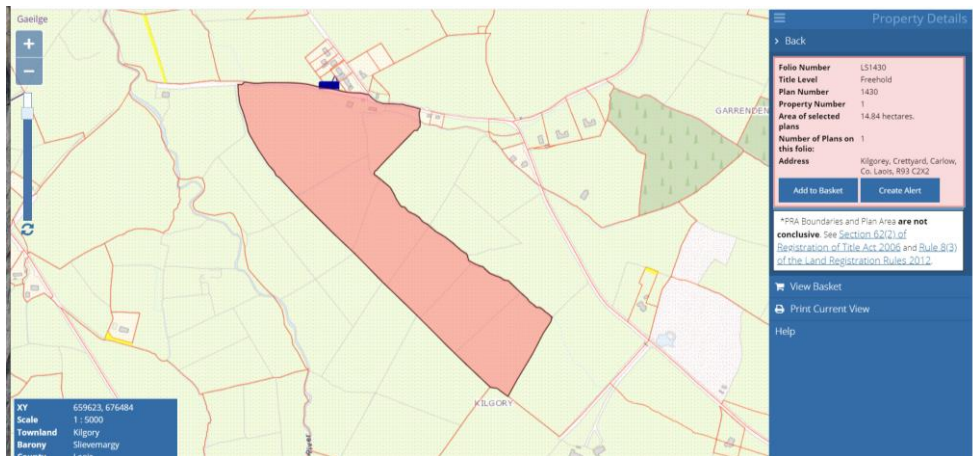 Gaeilge
+
−
GARRENDEN
KILGORY
XY 659623, 676484
Scale 1 : 5000
Townland Kilgory
Barony Slievemargy
County Laois
Property Details
Back
Folio Number LS1430
Title Level Freehold
Plan Number 1430
Property Number 1
Area of selected 14.84 hectares.
plans
Number of Plans on 1
this folio:
Address Kilgorey, Crettyard, Carlow,
Co. Laois, R93 C2X2
Add to Basket Create Alert
*PRA Boundaries and Plan Area are not
conclusive. See Section 62(2) of
Registration of Title Act 2006 and Rule 8(3)
of the Land Registration Rules 2012.
View Basket
Print Current View
Help